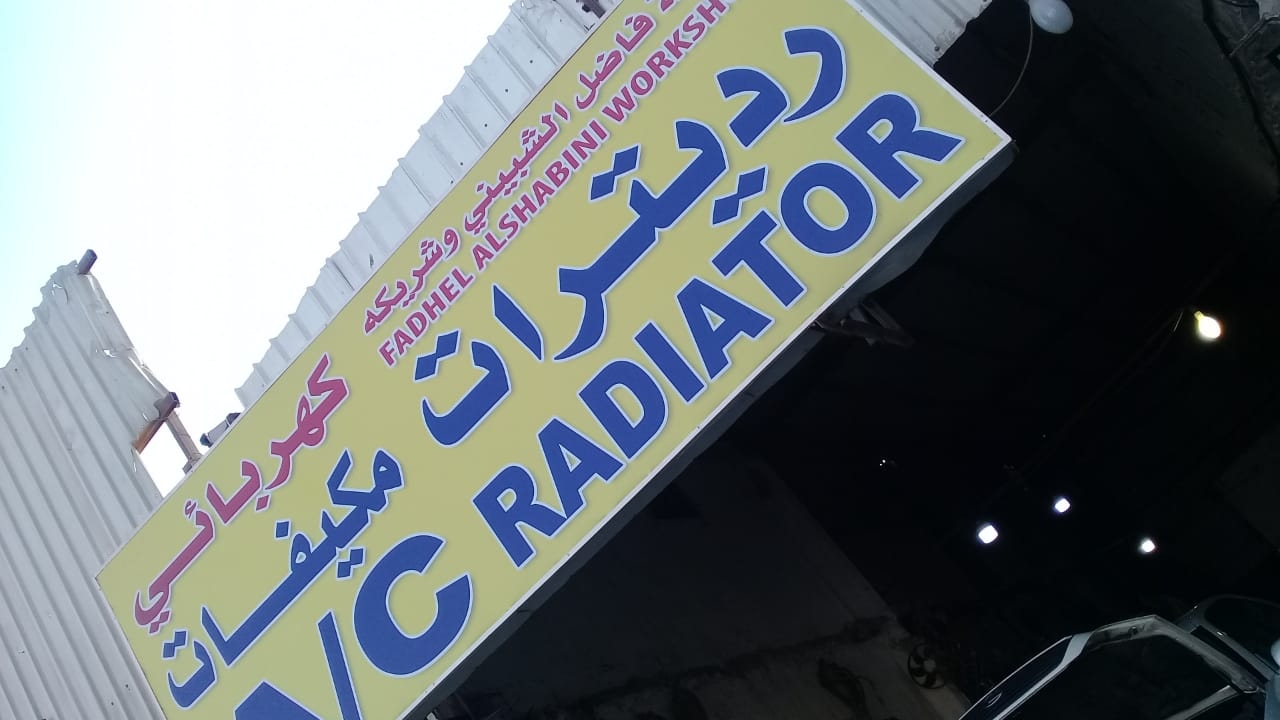 فاضل الشبيني وشريكه
FADHEL ALSHABINI WORKSH
كهربائي
رديترات
مكيفات
A/C RADIATOR